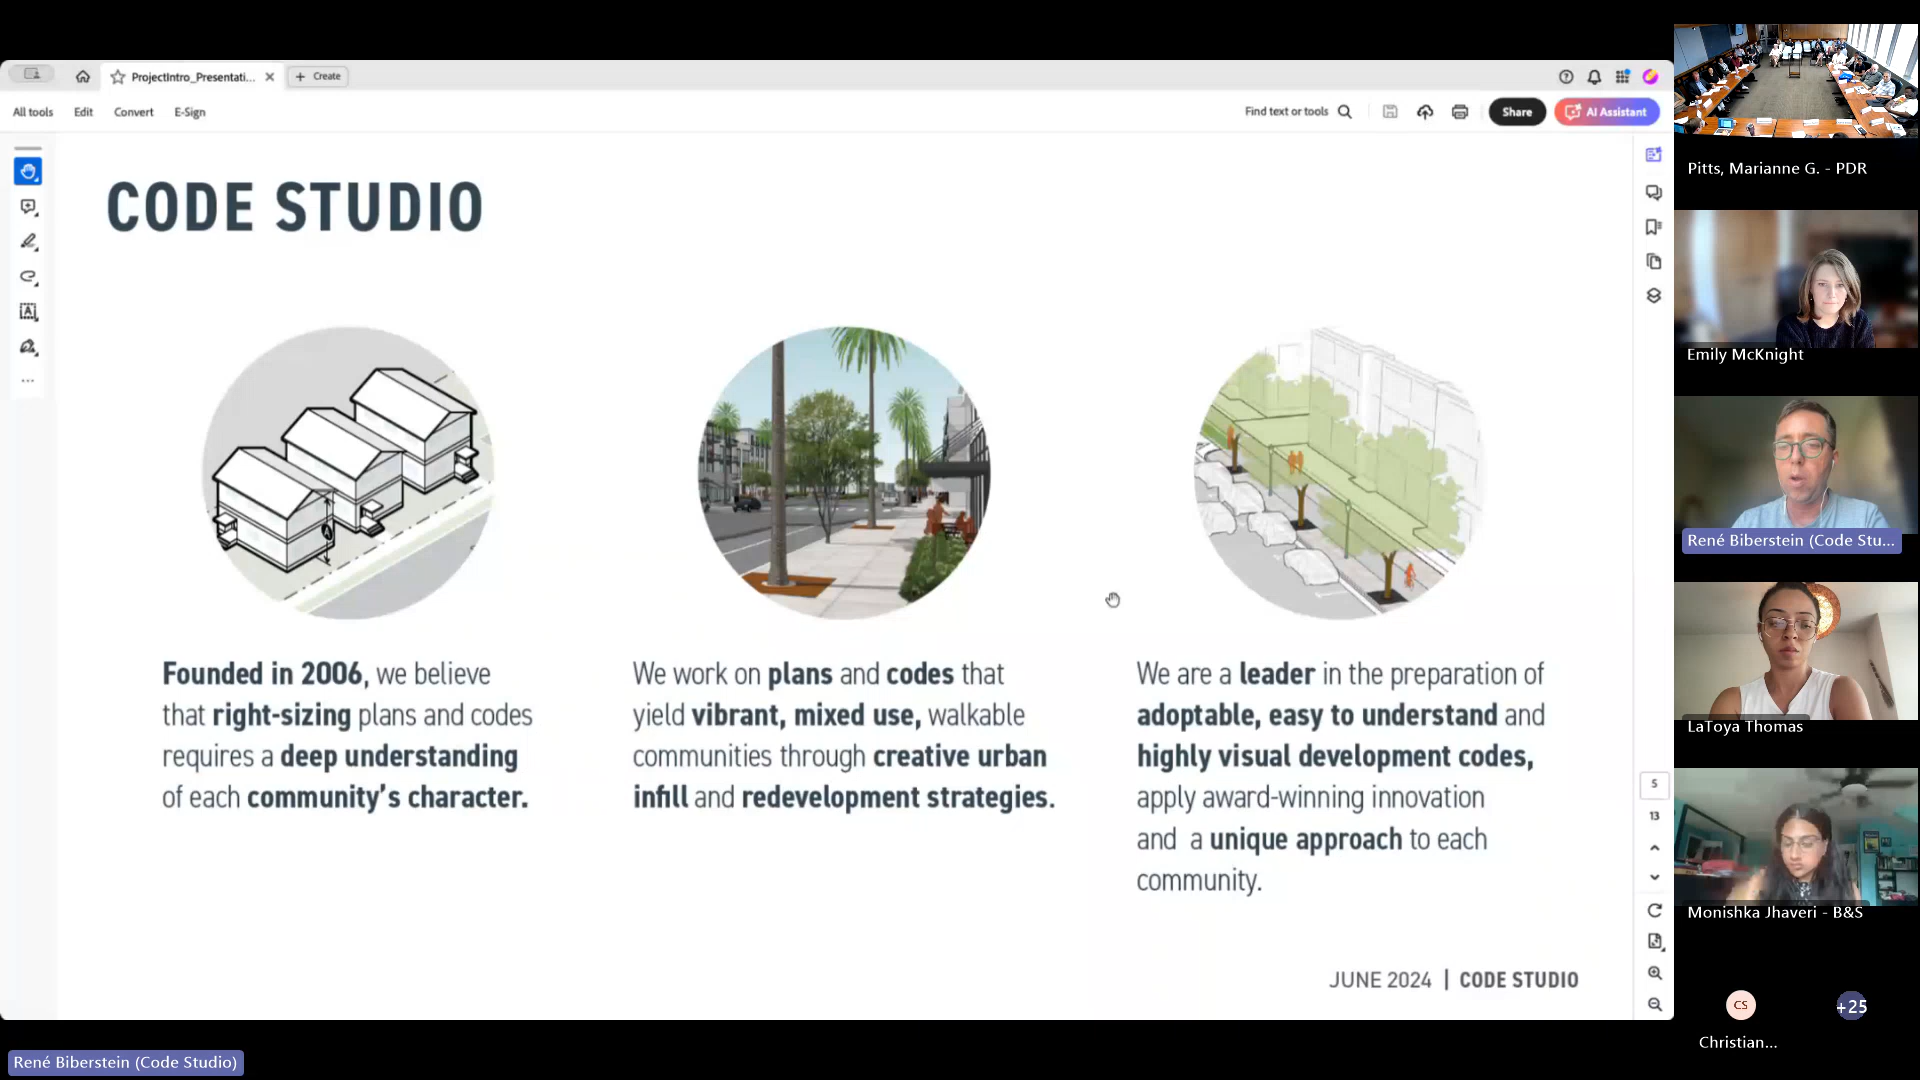 ProjectIntro_Presentati...
Create
All tools
Edit
Convert
E-Sign
Find text or tools
Share
AI Assistant
CODE STUDIO
Founded in 2006, we believe
that right-sizing plans and codes
requires a deep understanding
of each community's character.
We work on plans and codes that
yield vibrant, mixed use, walkable
communities through creative urban
infill and redevelopment strategies.
We are a leader in the preparation of
adoptable, easy to understand and
highly visual development codes,
apply award-winning innovation
and a unique approach to each
community.
JUNE 2024 | CODE STUDIO
5
13
Pitts, Marianne G. - PDR
Emily McKnight
René Biberstein (Code Stu...
LaToya Thomas
Monishka Jhaveri - B&S
CS
+25
Christian...
René Biberstein (Code Studio)